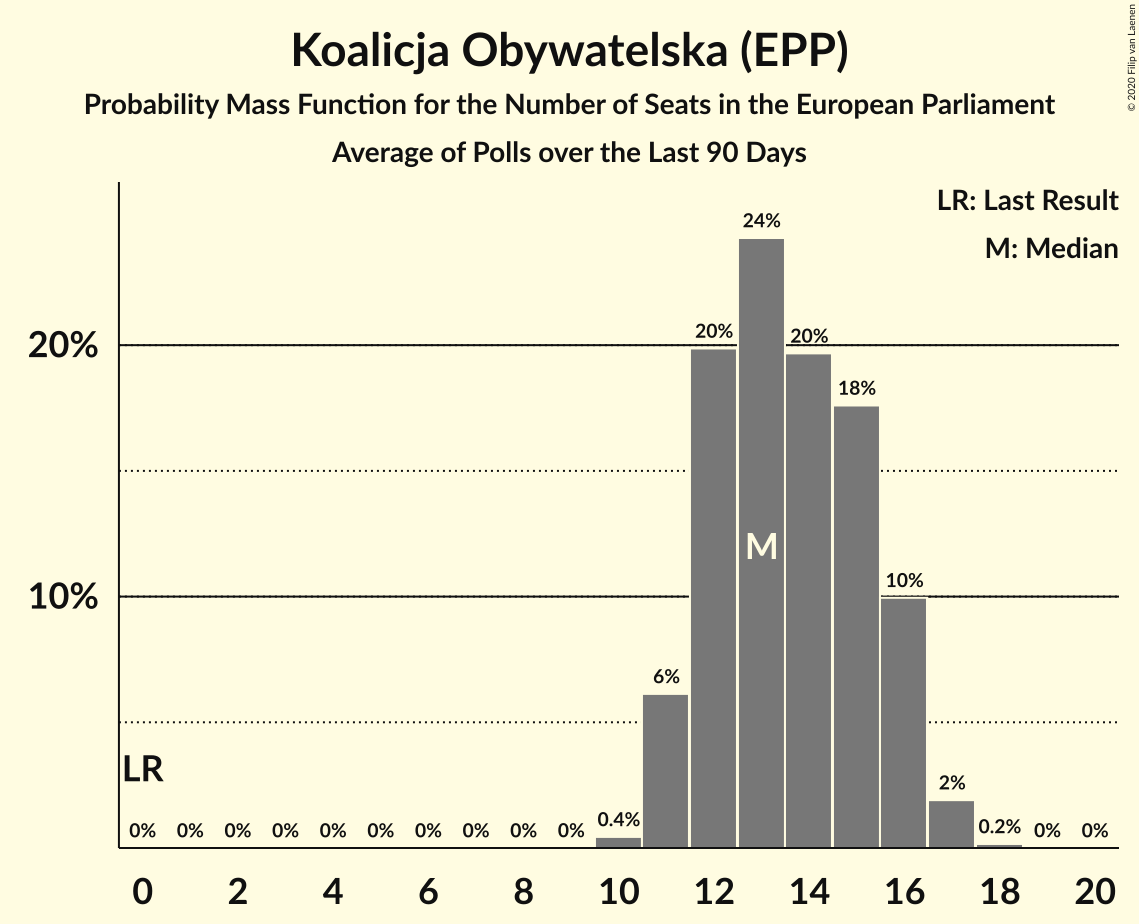 Koalicja Obywatelska (EPP)
Probability Mass Function for the Number of Seats in the European Parliament
Average of Polls over the Last 90 Days
© 2020 Filip van Laenen
LR: Last Result
M: Median
24%
20%
20%
20%
18%
M
10%
10%
6%
LR
2%
0% 0% 0% 0% 0% 0% 0% 0% 0% 0% 0.4% 0.2% 0% 0%
0 2 4 6 8 10 12 14 16 18 20